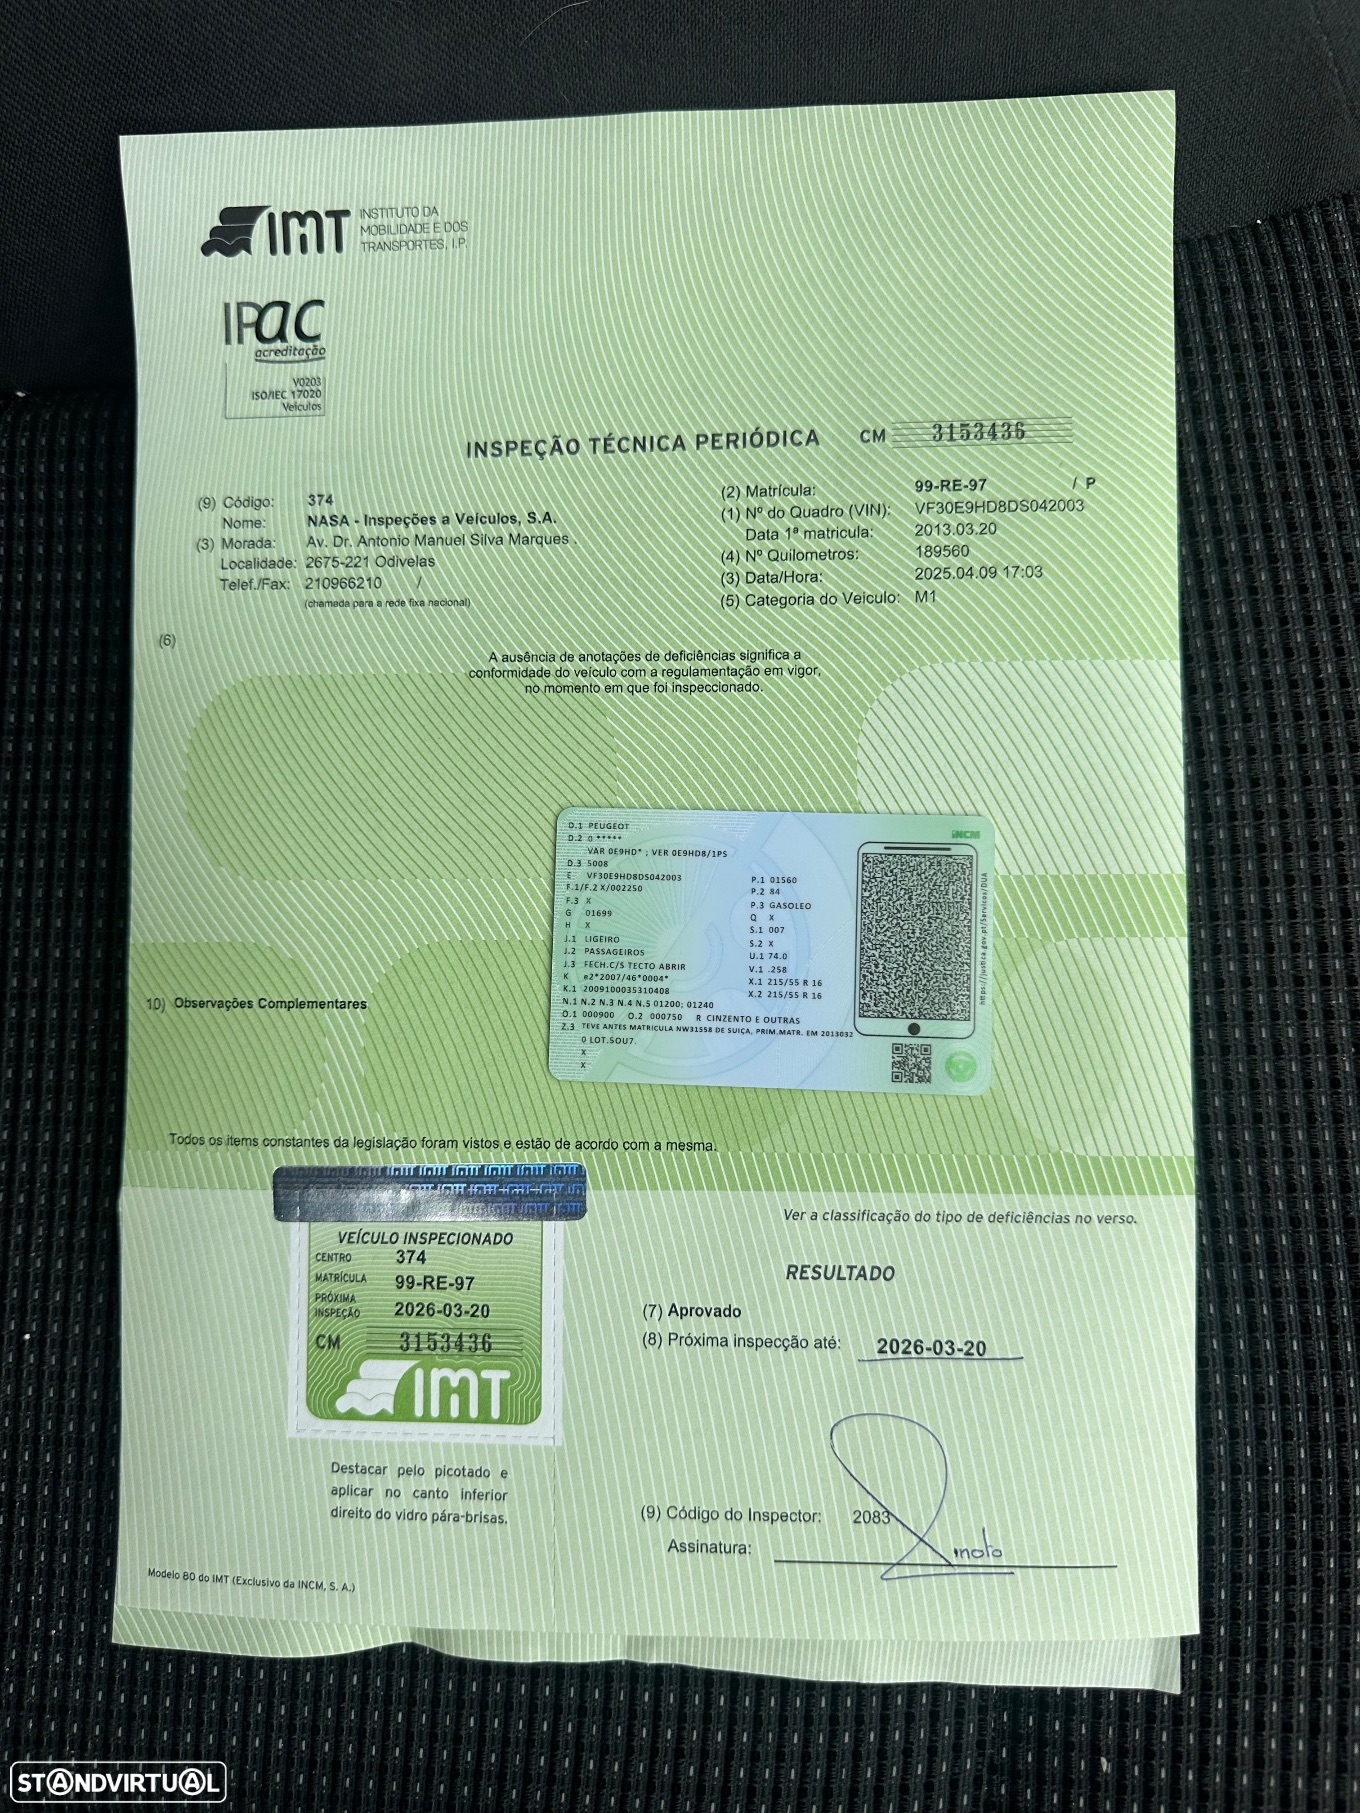 IMT INSTITUTO DA
MOBILIDADE E DOS
TRANSPORTES, I.P.
IPAC
acreditação
V0203
ISO/IEC 17020
Veículos
INSPEÇÃO TÉCNICA PERIÓDICA CM 3153436
(9) Código: 374
Nome: NASA - Inspeções a Veículos, S.A.
(3) Morada: Av. Dr. Antonio Manuel Silva Marques .
Localidade: 2675-221 Odivelas
Telef./Fax: 210966210 /
(chamada para a rede fixa nacional)
(2) Matrícula: 99-RE-97 / P
(1) Nº do Quadro (VIN): VF30E9HD8DS042003
Data 1ª matricula: 2013.03.20
(4) Nº Quilometros: 189560
(3) Data/Hora: 2025.04.09 17:03
(5) Categoria do Veiculo: M1
(6)
A ausência de anotações de deficiências significa a
conformidade do veículo com a regulamentação em vigor,
no momento em que foi inspeccionado.
D.1 PEUGEOT
D.2 0 *****
VAR 0E9HD* ; VER 0E9HD8/1PS
D.3 5008
E VF30E9HD8DS042003
F.1/F.2 X/002250
F.3 X
G 01699
H X
J.1 LIGEIRO
J.2 PASSAGEIROS
J.3 FECH.C/S TECTO ABRIR
K e2*2007/46*0004*
K.1 2009100035310408
N.1 N.2 N.3 N.4 N.5 01200; 01240
O.1 000900 O.2 000750 R CINZENTO E OUTRAS
Z.3 TEVE ANTES MATRICULA NW31558 DE SUIÇA, PRIM.MATR. EM 2013032
0 LOT.5OU7.
X
X
P.1 01560
P.2 84
P.3 GASOLEO
Q X
S.1 007
S.2 X
U.1 74.0
V.1 .258
X.1 215/55 R 16
X.2 215/55 R 16
INCM
https://justica.gov.pt/Servicos/DUA
10) Observações Complementares
Todos os items constantes da legislação foram vistos e estão de acordo com a mesma.
VEÍCULO INSPECIONADO
CENTRO 374
MATRÍCULA 99-RE-97
PRÓXIMA
INSPEÇÃO 2026-03-20
CM 3153436
IMT
Destacar pelo picotado e
aplicar no canto inferior
direito do vidro pára-brisas.
Modelo 80 do IMT (Exclusivo da INCM, S. A.)
Ver a classificação do tipo de deficiências no verso.
RESULTADO
(7) Aprovado
(8) Próxima inspecção até: 2026-03-20
(9) Código do Inspector: 2083
Assinatura:
STANDVIRTUAL